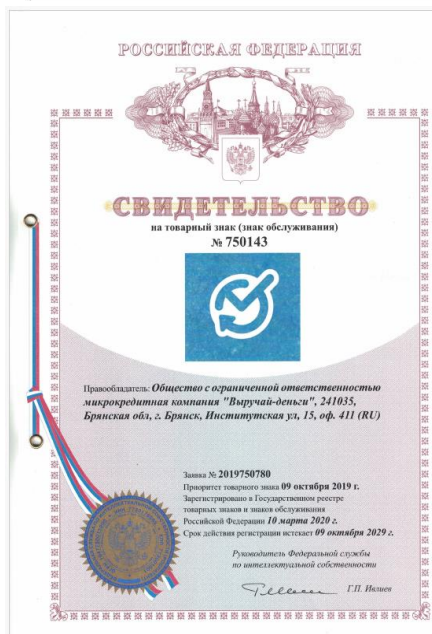 РОССИЙСКАЯ ФЕДЕРАЦИЯ
СВИДЕТЕЛЬСТВО
на товарный знак (знак обслуживания)
№ 750143
Правообладатель: Общество с ограниченной ответственностью
микрокредитная компания "Выручай-деньги", 241035,
Брянская обл, г. Брянск, Институтская ул, 15, оф. 411 (RU)
Заявка № 2019750780
Приоритет товарного знака 09 октября 2019 г.
Зарегистрировано в Государственном реестре
товарных знаков и знаков обслуживания
Российской Федерации 10 марта 2020 г.
Срок действия регистрации истекает 09 октября 2029 г.
Руководитель Федеральной службы
по интеллектуальной собственности
Г.П. Ивлиев